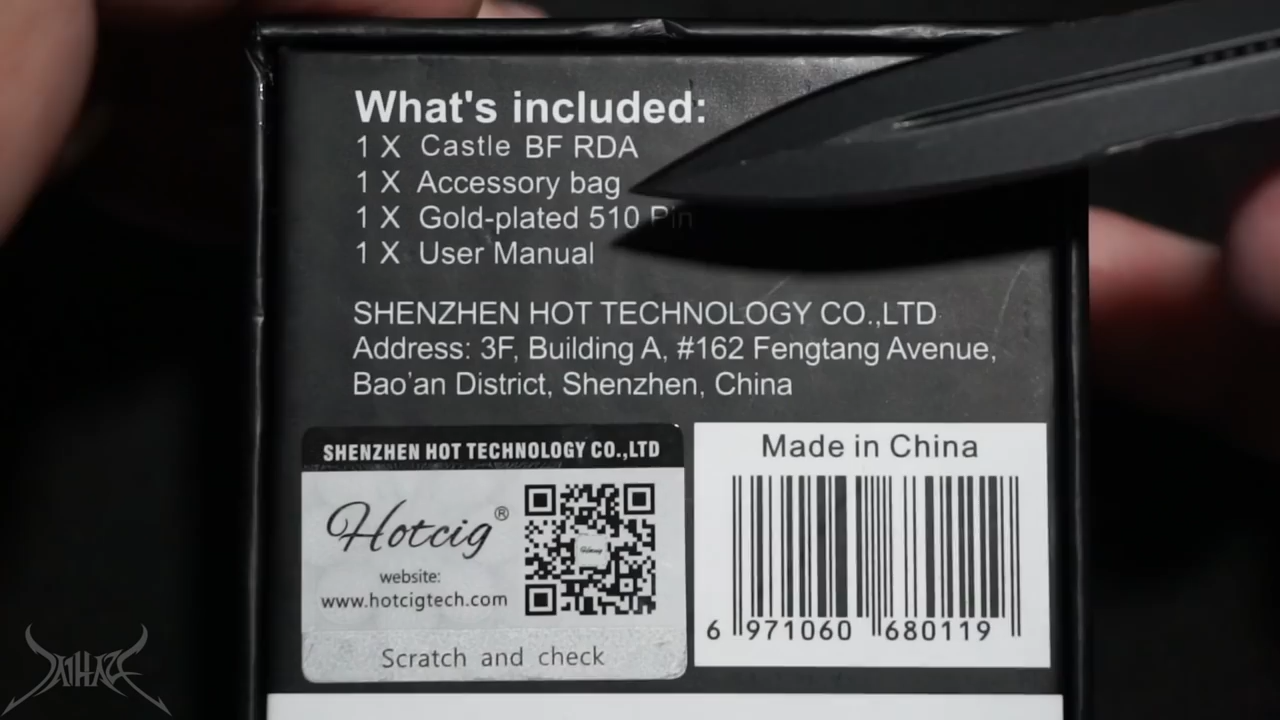 What's included:
1 X Castle BF RDA
1 X Accessory bag
1 X Gold-plated 510 Pin
1 X User Manual
SHENZHEN HOT TECHNOLOGY CO.,LTD
Address: 3F, Building A, #162 Fengtang Avenue,
Bao’an District, Shenzhen, China
SHENZHEN HOT TECHNOLOGY CO.,LTD
Hotcig®
website:
www.hotcigtech.com
Scratch and check
Made in China
6 971060 680119